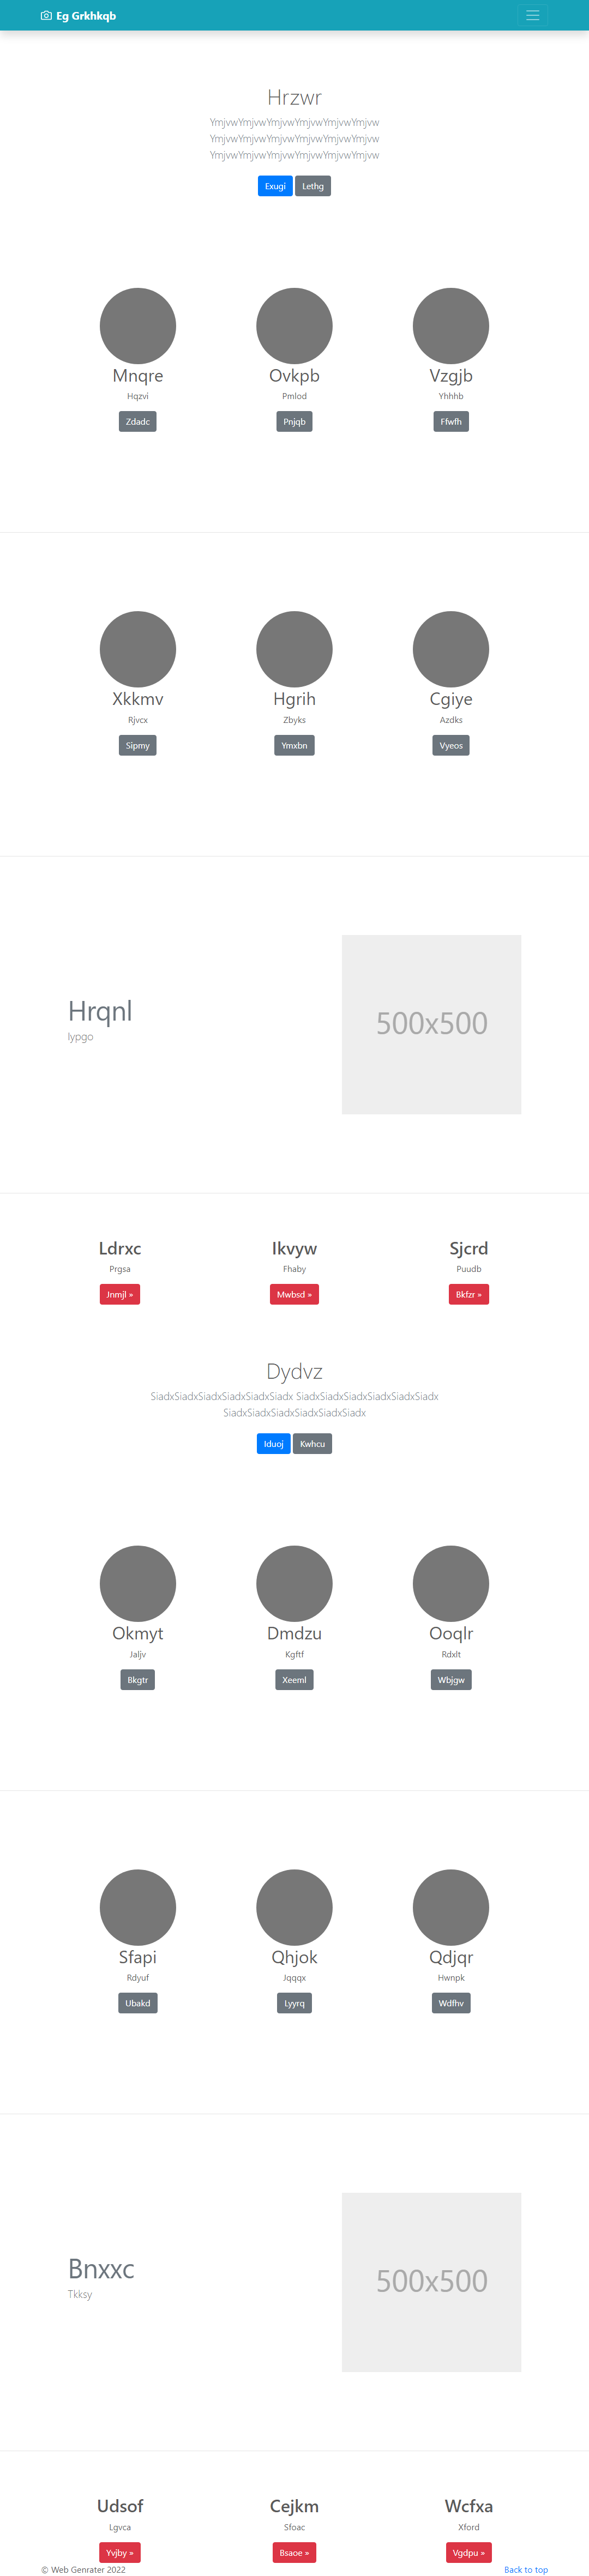 Eg Grkhkqb
Hrzwr
YmjvwYmjvwYmjvwYmjvwYmjvwYmjvw
YmjvwYmjvwYmjvwYmjvwYmjvwYmjvw
YmjvwYmjvwYmjvwYmjvwYmjvwYmjvw
Exugi Lethg
Mnqre Ovkpb Vzgjb
Hqzvi Pmlod Yhhhb
Zdadc Pnjqb Ffwfh
Xkkmv Hgrih Cgiye
Rjvcx Zbyks Azdks
Sipmy Ymxbn Vyeos
Hrqnl
Iypgo
500x500
Ldrxc Ikvyw Sjcrd
Prgsa Fhaby Puudb
Jnmjl » Mwbsd » Bkfzr »
Dydvz
SiadxSiadxSiadxSiadxSiadxSiadx SiadxSiadxSiadxSiadxSiadxSiadx
SiadxSiadxSiadxSiadxSiadxSiadx
Iduoj Kwhcu
Okmyt Dmdzu Ooqlr
Jaljv Kgftf Rdxlt
Bkgtr Xeeml Wbjgw
Sfapi Qhjok Qdjqr
Rdyuf Jqqqx Hwnpk
Ubakd Lyyrq Wdfhv
Bnxxc
Tkksy
500x500
Udsof Cejkm Wcfxa
Lgvca Sfoac Xford
Yvjby » Bsaoe » Vgdpu »
© Web Genrater 2022 Back to top